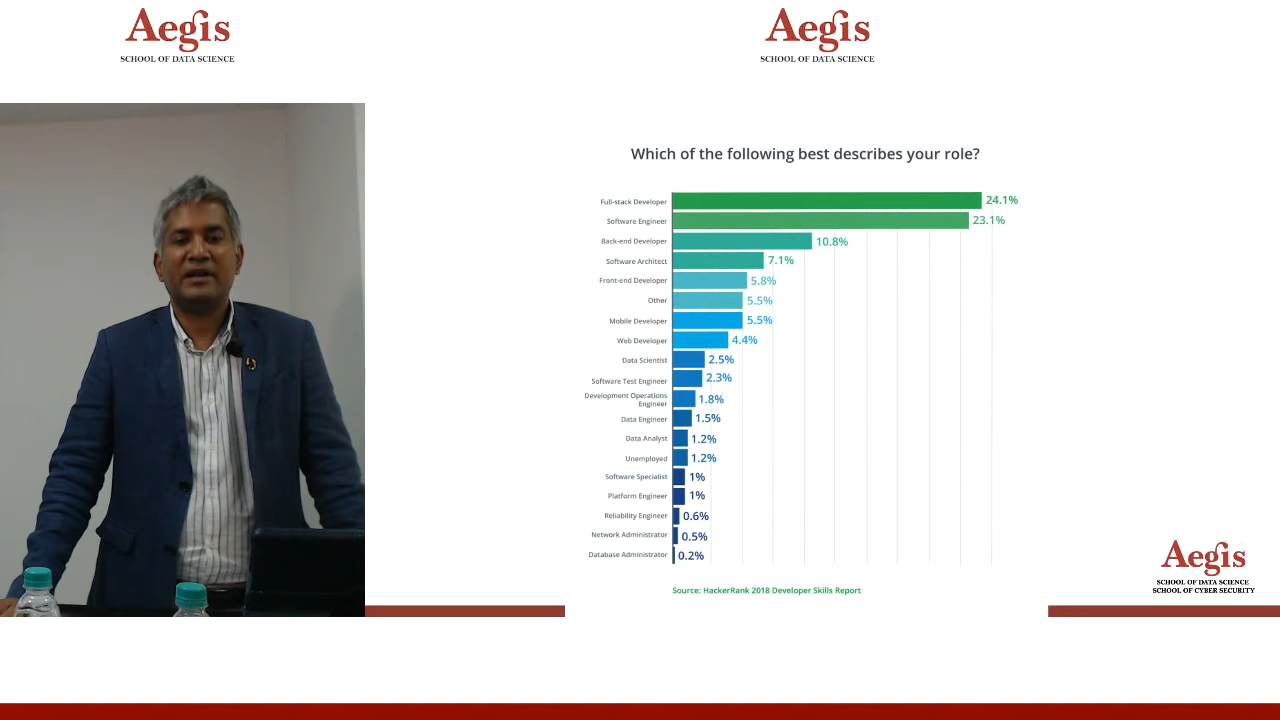 Aegis
SCHOOL OF DATA SCIENCE
Aegis
SCHOOL OF DATA SCIENCE
Which of the following best describes your role?
Full-stack Developer 24.1%
Software Engineer 23.1%
Back-end Developer 10.8%
Software Architect 7.1%
Front-end Developer 5.8%
Other 5.5%
Mobile Developer 5.5%
Web Developer 4.4%
Data Scientist 2.5%
Software Test Engineer 2.3%
Development Operations
Engineer 1.8%
Data Engineer 1.5%
Data Analyst 1.2%
Unemployed 1.2%
Software Specialist 1%
Platform Engineer 1%
Reliability Engineer 0.6%
Network Administrator 0.5%
Database Administrator 0.2%
Source: HackerRank 2018 Developer Skills Report
Aegis
SCHOOL OF DATA SCIENCE
SCHOOL OF CYBER SECURITY